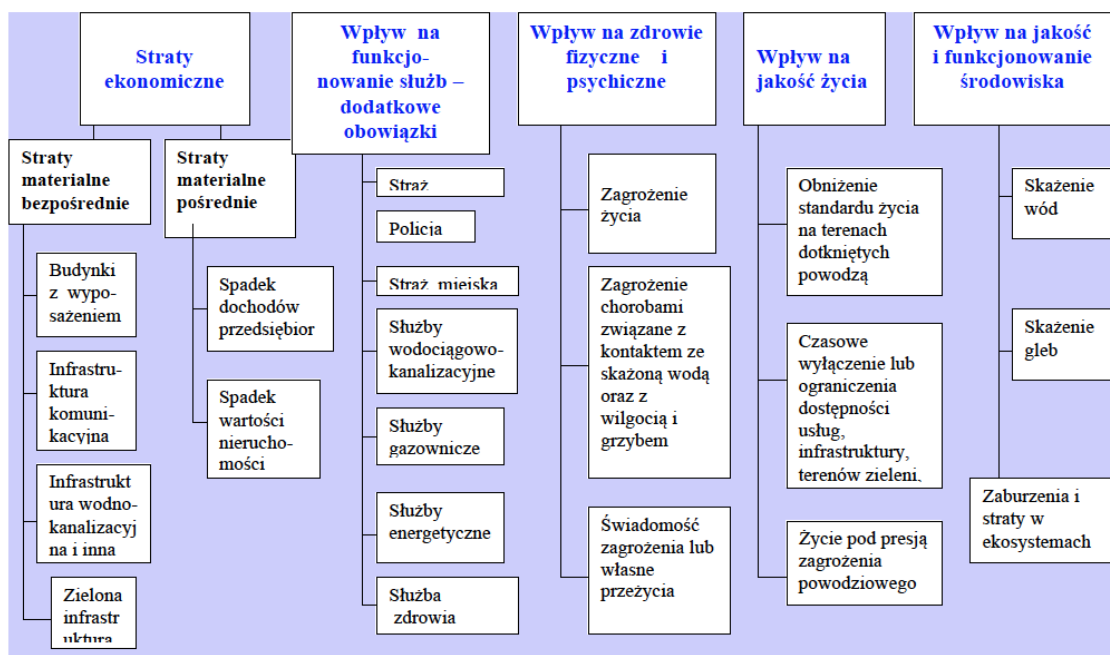 Straty
ekonomiczne
Straty
materialne
bezpośrednie
Budynki
z wypo-
sażeniem
Infrastru-
ktura
komuni-
kacyjna
Infrastrukt
ura wodno-
kanalizacyj
na i inna
Zielona
infrastr
uktura
Straty
materialne
pośrednie
Spadek
dochodów
przedsiębior
Spadek
wartości
nierucho-
mości
Wpływ na
funkcjo-
nowanie służb –
dodatkowe
obowiązki
Straż
Policja
Straż miejska
Służby
wodociągowo-
kanalizacyjne
Służby
gazownicze
Służby
energetyczne
Służba
zdrowia
Wpływ na zdrowie
fizyczne i
psychiczne
Zagrożenie
życia
Zagrożenie
chorobami
związane z
kontaktem ze
skażoną wodą
oraz z
wilgocią i
grzybem
Świadomość
zagrożenia lub
własne
przeżycia
Wpływ na
jakość życia
Obniżenie
standardu życia
na terenach
dotkniętych
powodzą
Czasowe
wyłączenie lub
ograniczenia
dostępności
usług,
infrastruktury,
terenów zieleni.
Życie pod presją
zagrożenia
powodziowego
Wpływ na jakość
i funkcjonowanie
środowiska
Skażenie
wód
Skażenie
gleb
Zaburzenia i
straty w
ekosystemach